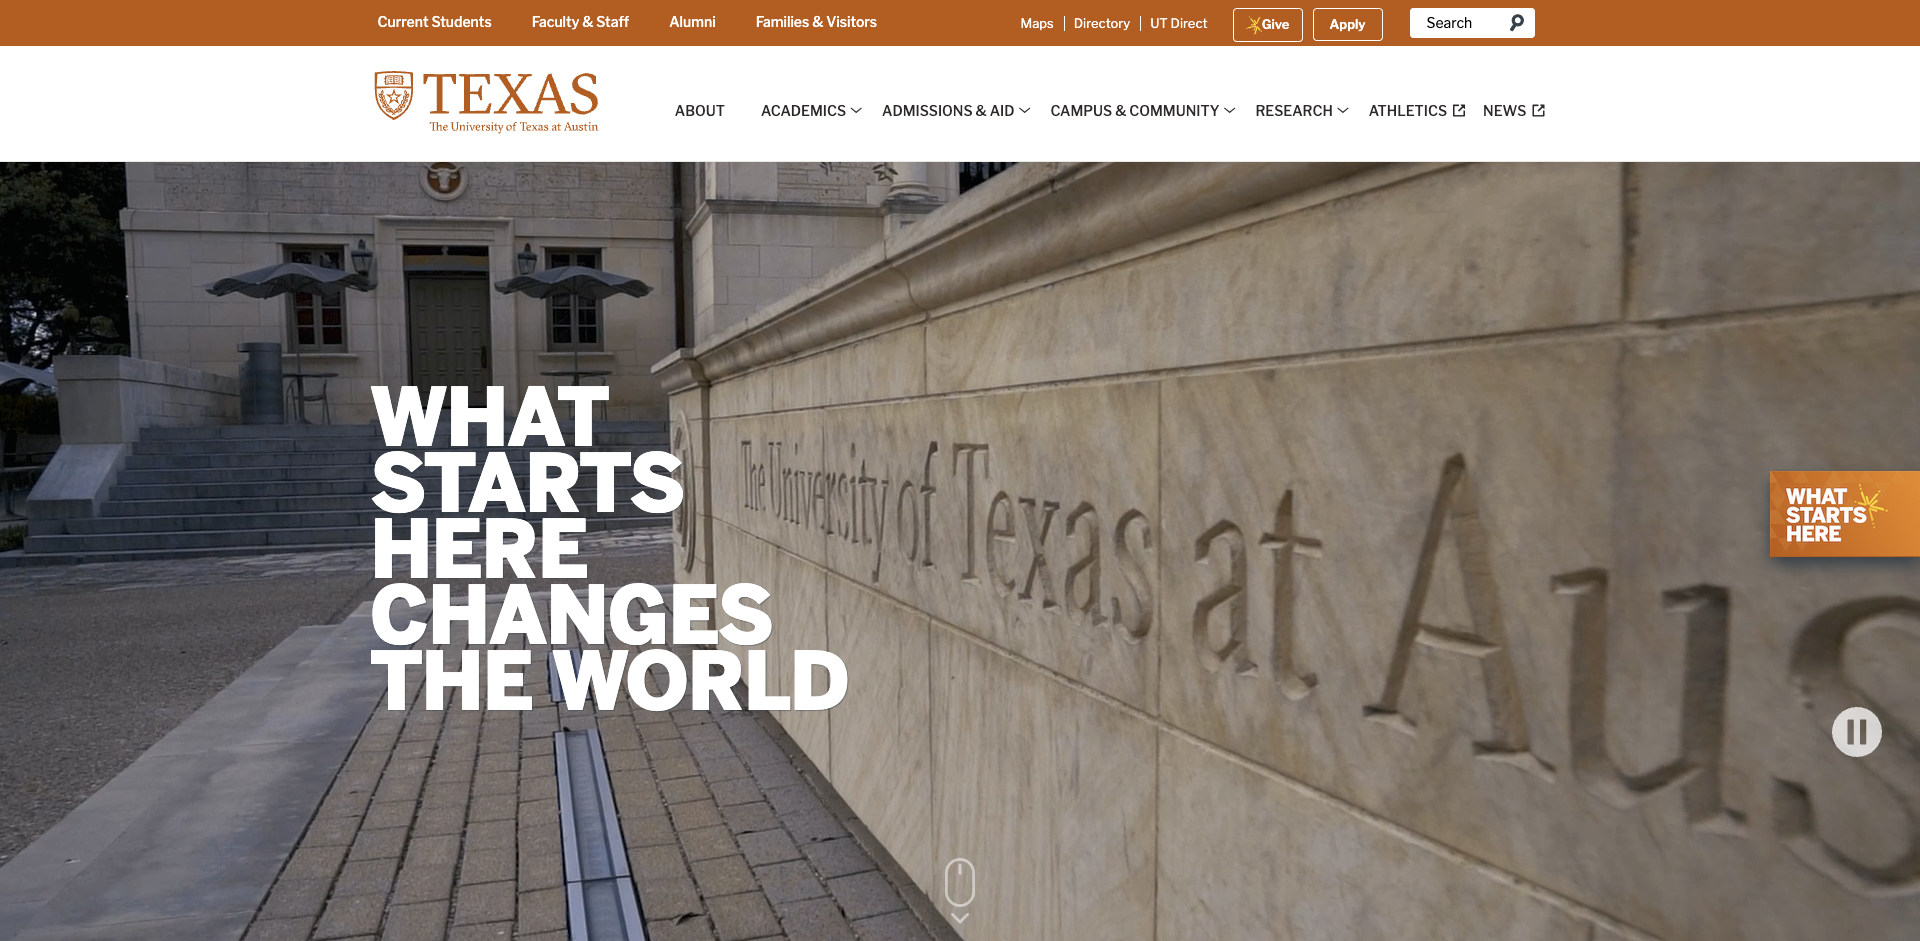 Current Students
Faculty & Staff
Alumni
Families & Visitors
Maps
Directory
UT Direct
Give
Apply
Search
TEXAS
The University of Texas at Austin
ABOUT
ACADEMICS
ADMISSIONS & AID
CAMPUS & COMMUNITY
RESEARCH
ATHLETICS
NEWS
WHAT
STARTS
HERE
CHANGES
THE WORLD
The University of Texas at Aus
WHAT
STARTS
HERE